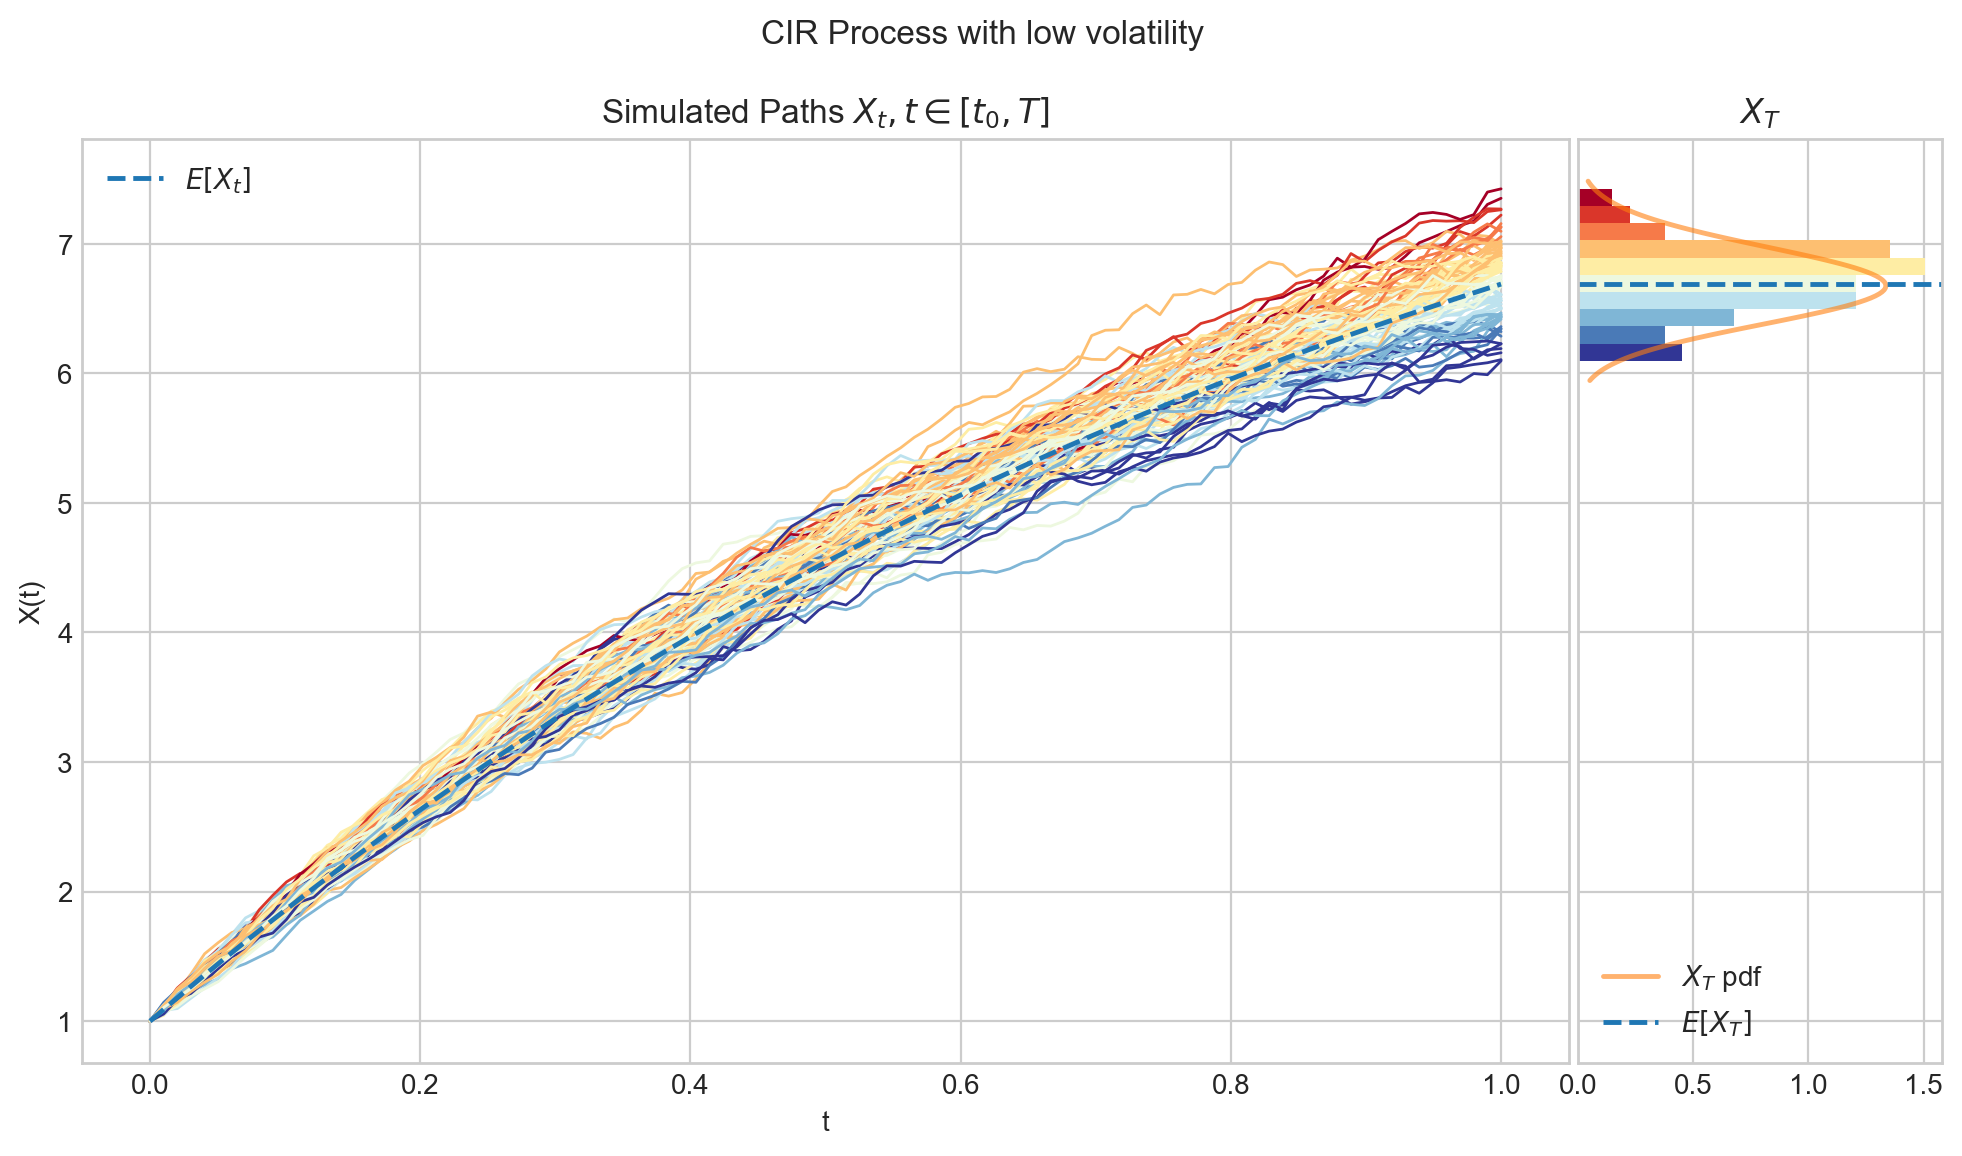 CIR Process with low volatility
Simulated Paths $X_t, t \in [t_0, T]$
$X_T$
$E[X_t]$
7
6
5
4
3
2
1
X(t)
0.0 0.2 0.4 0.6 0.8 1.0
t
$X_T$ pdf
$E[X_T]$
0.0 0.5 1.0 1.5